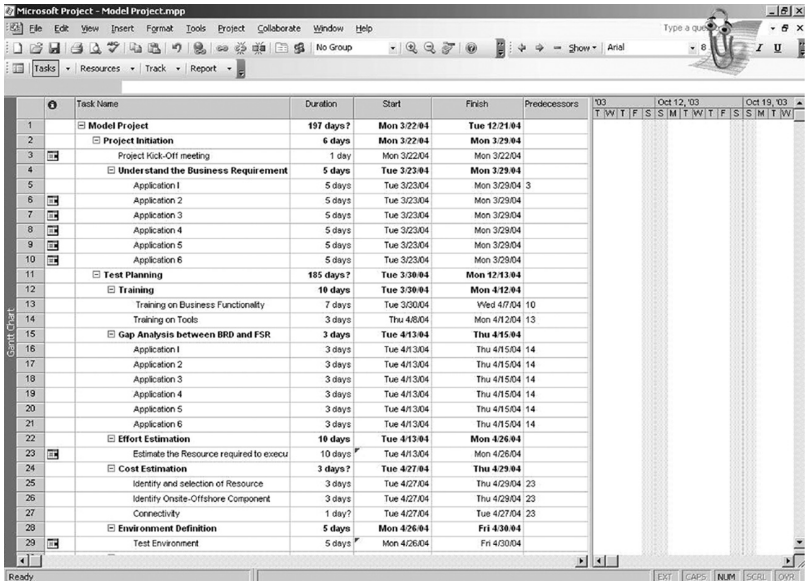 Microsoft Project - Model Project.mpp
File Edit View Insert Format Tools Project Collaborate Window Help Type a que
No Group Show Arial 8 I U
Tasks Resources Track Report
Task Name Duration Start Finish Predecessors '03 Oct 12, '03 Oct 19, '03
T W T F S S M T W T F S S M T W
1 Model Project 197 days? Mon 3/22/04 Tue 12/21/04
2 Project Initiation 6 days Mon 3/22/04 Mon 3/29/04
3 Project Kick-Off meeting 1 day Mon 3/22/04 Mon 3/22/04
4 Understand the Business Requirement 5 days Tue 3/23/04 Mon 3/29/04
5 Application I 5 days Tue 3/23/04 Mon 3/29/04 3
6 Application 2 5 days Tue 3/23/04 Mon 3/29/04
7 Application 3 5 days Tue 3/23/04 Mon 3/29/04
8 Application 4 5 days Tue 3/23/04 Mon 3/29/04
9 Application 5 5 days Tue 3/23/04 Mon 3/29/04
10 Application 6 5 days Tue 3/23/04 Mon 3/29/04
11 Test Planning 185 days? Tue 3/30/04 Mon 12/13/04
12 Training 10 days Tue 3/30/04 Mon 4/12/04
13 Training on Business Functionality 7 days Tue 3/30/04 Wed 4/7/04 10
14 Training on Tools 3 days Thu 4/8/04 Mon 4/12/04 13
15 Gap Analysis between BRD and FSR 3 days Tue 4/13/04 Thu 4/15/04
16 Application I 3 days Tue 4/13/04 Thu 4/15/04 14
17 Application 2 3 days Tue 4/13/04 Thu 4/15/04 14
18 Application 3 3 days Tue 4/13/04 Thu 4/15/04 14
19 Application 4 3 days Tue 4/13/04 Thu 4/15/04 14
20 Application 5 3 days Tue 4/13/04 Thu 4/15/04 14
21 Application 6 3 days Tue 4/13/04 Thu 4/15/04 14
22 Effort Estimation 10 days Tue 4/13/04 Mon 4/26/04
23 Estimate the Resource required to execu 10 days Tue 4/13/04 Mon 4/26/04
24 Cost Estimation 3 days? Tue 4/27/04 Thu 4/29/04
25 Identify and selection of Resource 3 days Tue 4/27/04 Thu 4/29/04 23
26 Identify Onsite-Offshore Component 3 days Tue 4/27/04 Thu 4/29/04 23
27 Connectivity 1 day? Tue 4/27/04 Tue 4/27/04 23
28 Environment Definition 5 days Mon 4/26/04 Fri 4/30/04
29 Test Environment 5 days Mon 4/26/04 Fri 4/30/04
Gantt Chart
Ready EXT CAPS NUM SCRL OVR